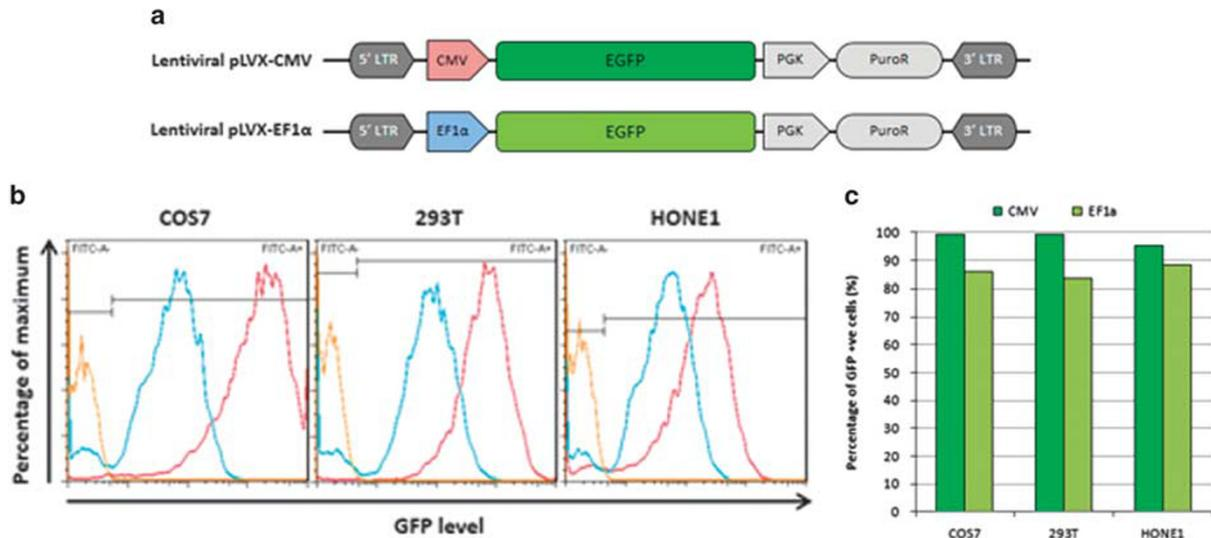 a
Lentiviral pLVX-CMV
5' LTR
CMV
EGFP
PGK
PuroR
3' LTR
Lentiviral pLVX-EF1α
5' LTR
EF1α
EGFP
PGK
PuroR
3' LTR
b
COS7
293T
HONE1
Percentage of maximum
FITC-A-
FITC-A+
FITC-A-
FITC-A+
FITC-A-
FITC-A+
GFP level
c
CMV
EF1a
Percentage of GFP +ve cells (%)
100
90
80
70
60
50
40
30
20
10
0
COS7
293T
HONE1